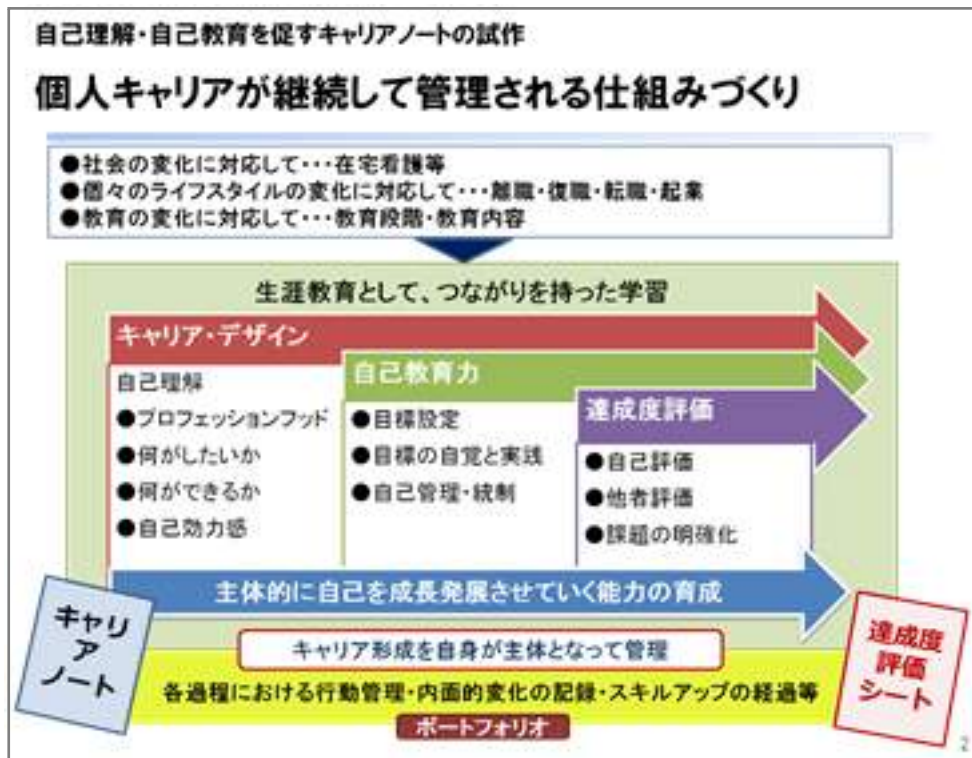 自己理解・自己教育を促すキャリアノートの試作
個人キャリアが継続して管理される仕組みづくり
●社会の変化に対応して・・・在宅看護等
●個々のライフスタイルの変化に対応して・・・離職・復職・転職・起業
●教育の変化に対応して・・・教育段階・教育内容
生涯教育として、つながりを持った学習
キャリア・デザイン
自己理解
●プロフェッションフッド
●何がしたいか
●何ができるか
●自己効力感
自己教育力
●目標設定
●目標の自覚と実践
●自己管理・統制
達成度評価
●自己評価
●他者評価
●課題の明確化
主体的に自己を成長発展させていく能力の育成
キャリ
ア
ノート
キャリア形成を自身が主体となって管理
各過程における行動管理・内面的変化の記録・スキルアップの経過等
ポートフォリオ
達成度
評価
シート
2